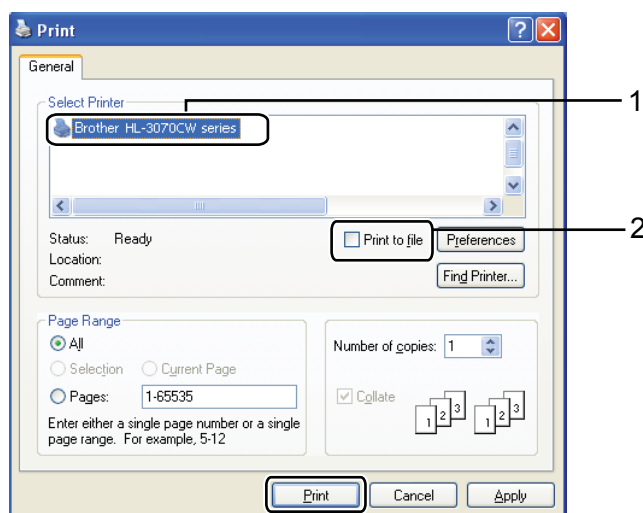 Print
General
Select Printer
1
Brother HL-3070CW series
Status: Ready
Print to file
Preferences
2
Location:
Comment:
Find Printer...
Page Range
All
Selection
Current Page
Pages: 1-65535
Enter either a single page number or a single
page range. For example, 5-12
Number of copies: 1
Collate
1 2 3 1 2 3
Print
Cancel
Apply